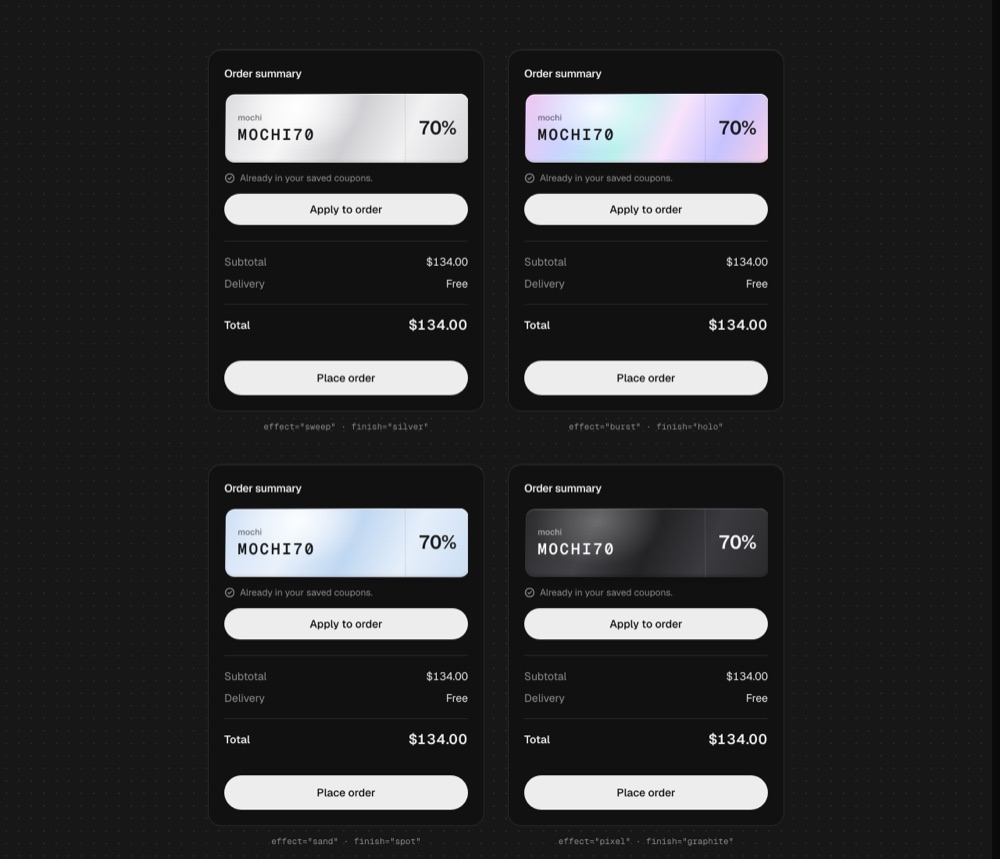 Order summary
mochi
MOCHI70
70%
Already in your saved coupons.
Apply to order
Subtotal $134.00
Delivery Free
Total $134.00
Place order
effect="sweep" · finish="silver"
Order summary
mochi
MOCHI70
70%
Already in your saved coupons.
Apply to order
Subtotal $134.00
Delivery Free
Total $134.00
Place order
effect="burst" · finish="holo"
Order summary
mochi
MOCHI70
70%
Already in your saved coupons.
Apply to order
Subtotal $134.00
Delivery Free
Total $134.00
Place order
effect="sand" · finish="spot"
Order summary
mochi
MOCHI70
70%
Already in your saved coupons.
Apply to order
Subtotal $134.00
Delivery Free
Total $134.00
Place order
effect="pixel" · finish="graphite"